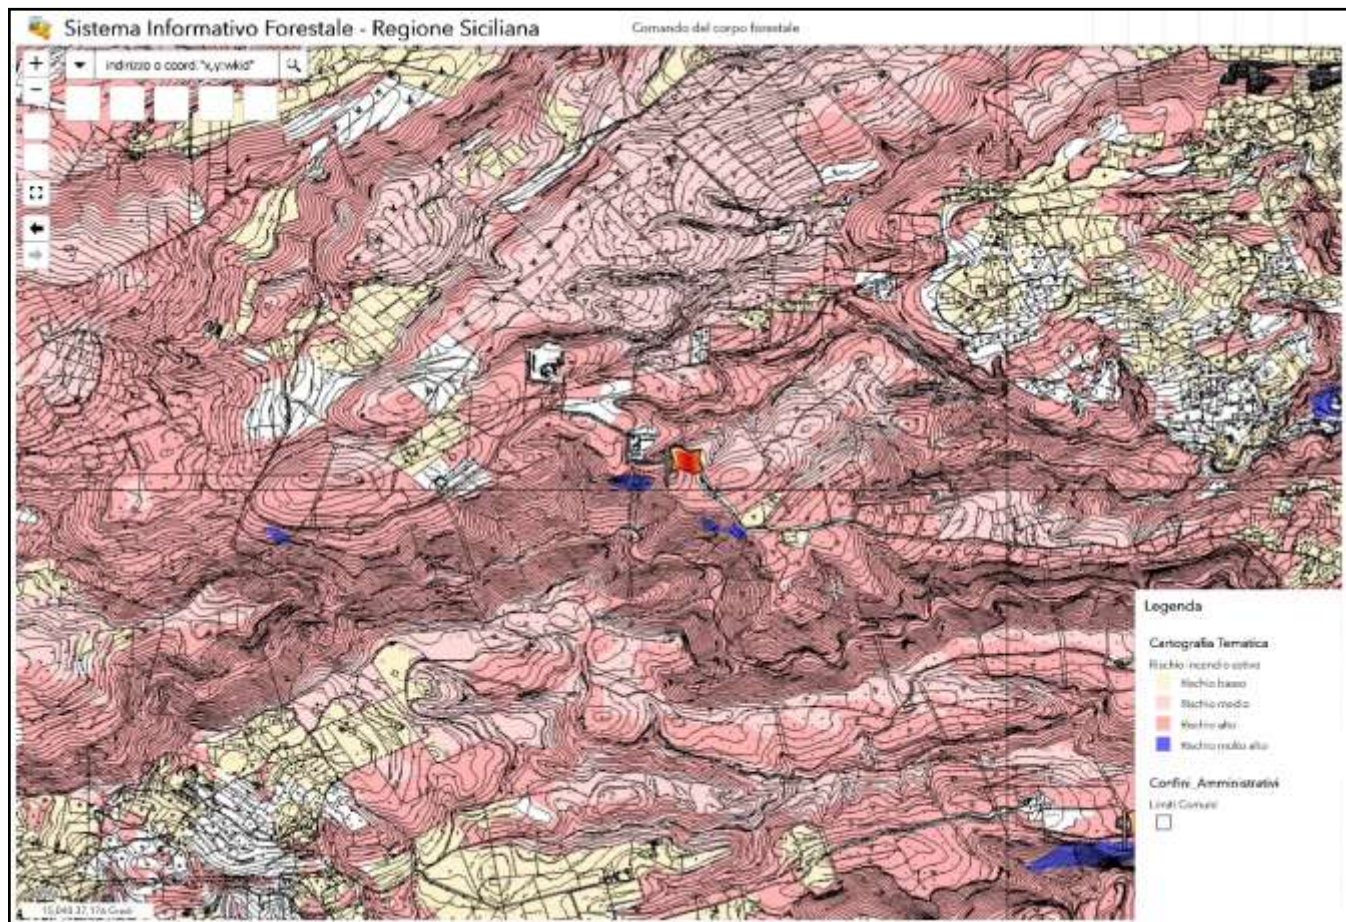 Sistema Informativo Forestale - Regione Siciliana
Comando del corpo forestale
indirizzo o coord. "x,y:wkid"
Legenda
Cartografia Tematica
Rischio incendio estivo
Rischio basso
Rischio medio
Rischio alto
Rischio molto alto
Confini_Amministrativi
Limiti Comuni